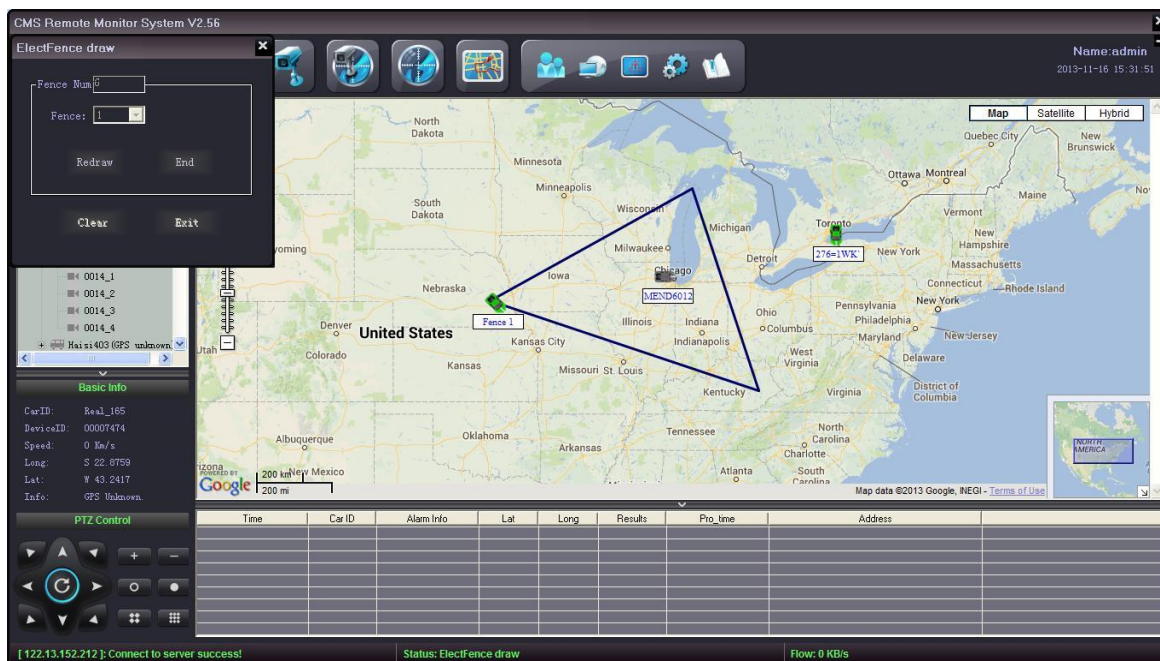 CMS Remote Monitor System V2.56
ElectFence draw
Fence Num
Fence: 1
Redraw End
Clear Exit
Name:admin
2013-11-16 15:31:51
Map Satellite Hybrid
North Dakota
Minnesota
Minneapolis
South Dakota
Wisconsin
Michigan
Milwaukee
Detroit
Toronto
276=1WK`
Ottawa Montreal
Quebec City
New Brunswick
Maine
Vermont
New Hampshire
New York
Massachusetts
Connecticut
Rhode Island
yoming
Nebraska
Iowa
Chicago
MEND6012
Fence 1
Denver
United States
Utah
Colorado
Kansas
Kansas City
Missouri St. Louis
Illinois
Indiana
Indianapolis
Ohio
Columbus
Pennsylvania
New York
Philadelphia
Maryland
New Jersey
Delaware
District of Columbia
West Virginia
Virginia
Kentucky
Tennessee
North Carolina
Charlotte
South Carolina
Atlanta
Albuquerque
Oklahoma
Arkansas
rizona
New Mexico
POWERED BY
Google
200 km
200 mi
NORTH AMERICA
Map data ©2013 Google, INEGI - Terms of Use
0014_1
0014_2
0014_3
0014_4
Haisi403(GPS unknown
Basic Info
CarID: Real_165
DeviceID: 00007474
Speed: 0 Km/s
Long: S 22.8759
Lat: W 43.2417
Info: GPS Unknown.
PTZ Control
Time Car ID Alarm Info Lat Long Results Pro_time Address
[ 122.13.152.212 ]: Connect to server success! Status: ElectFence draw Flow: 0 KB/s